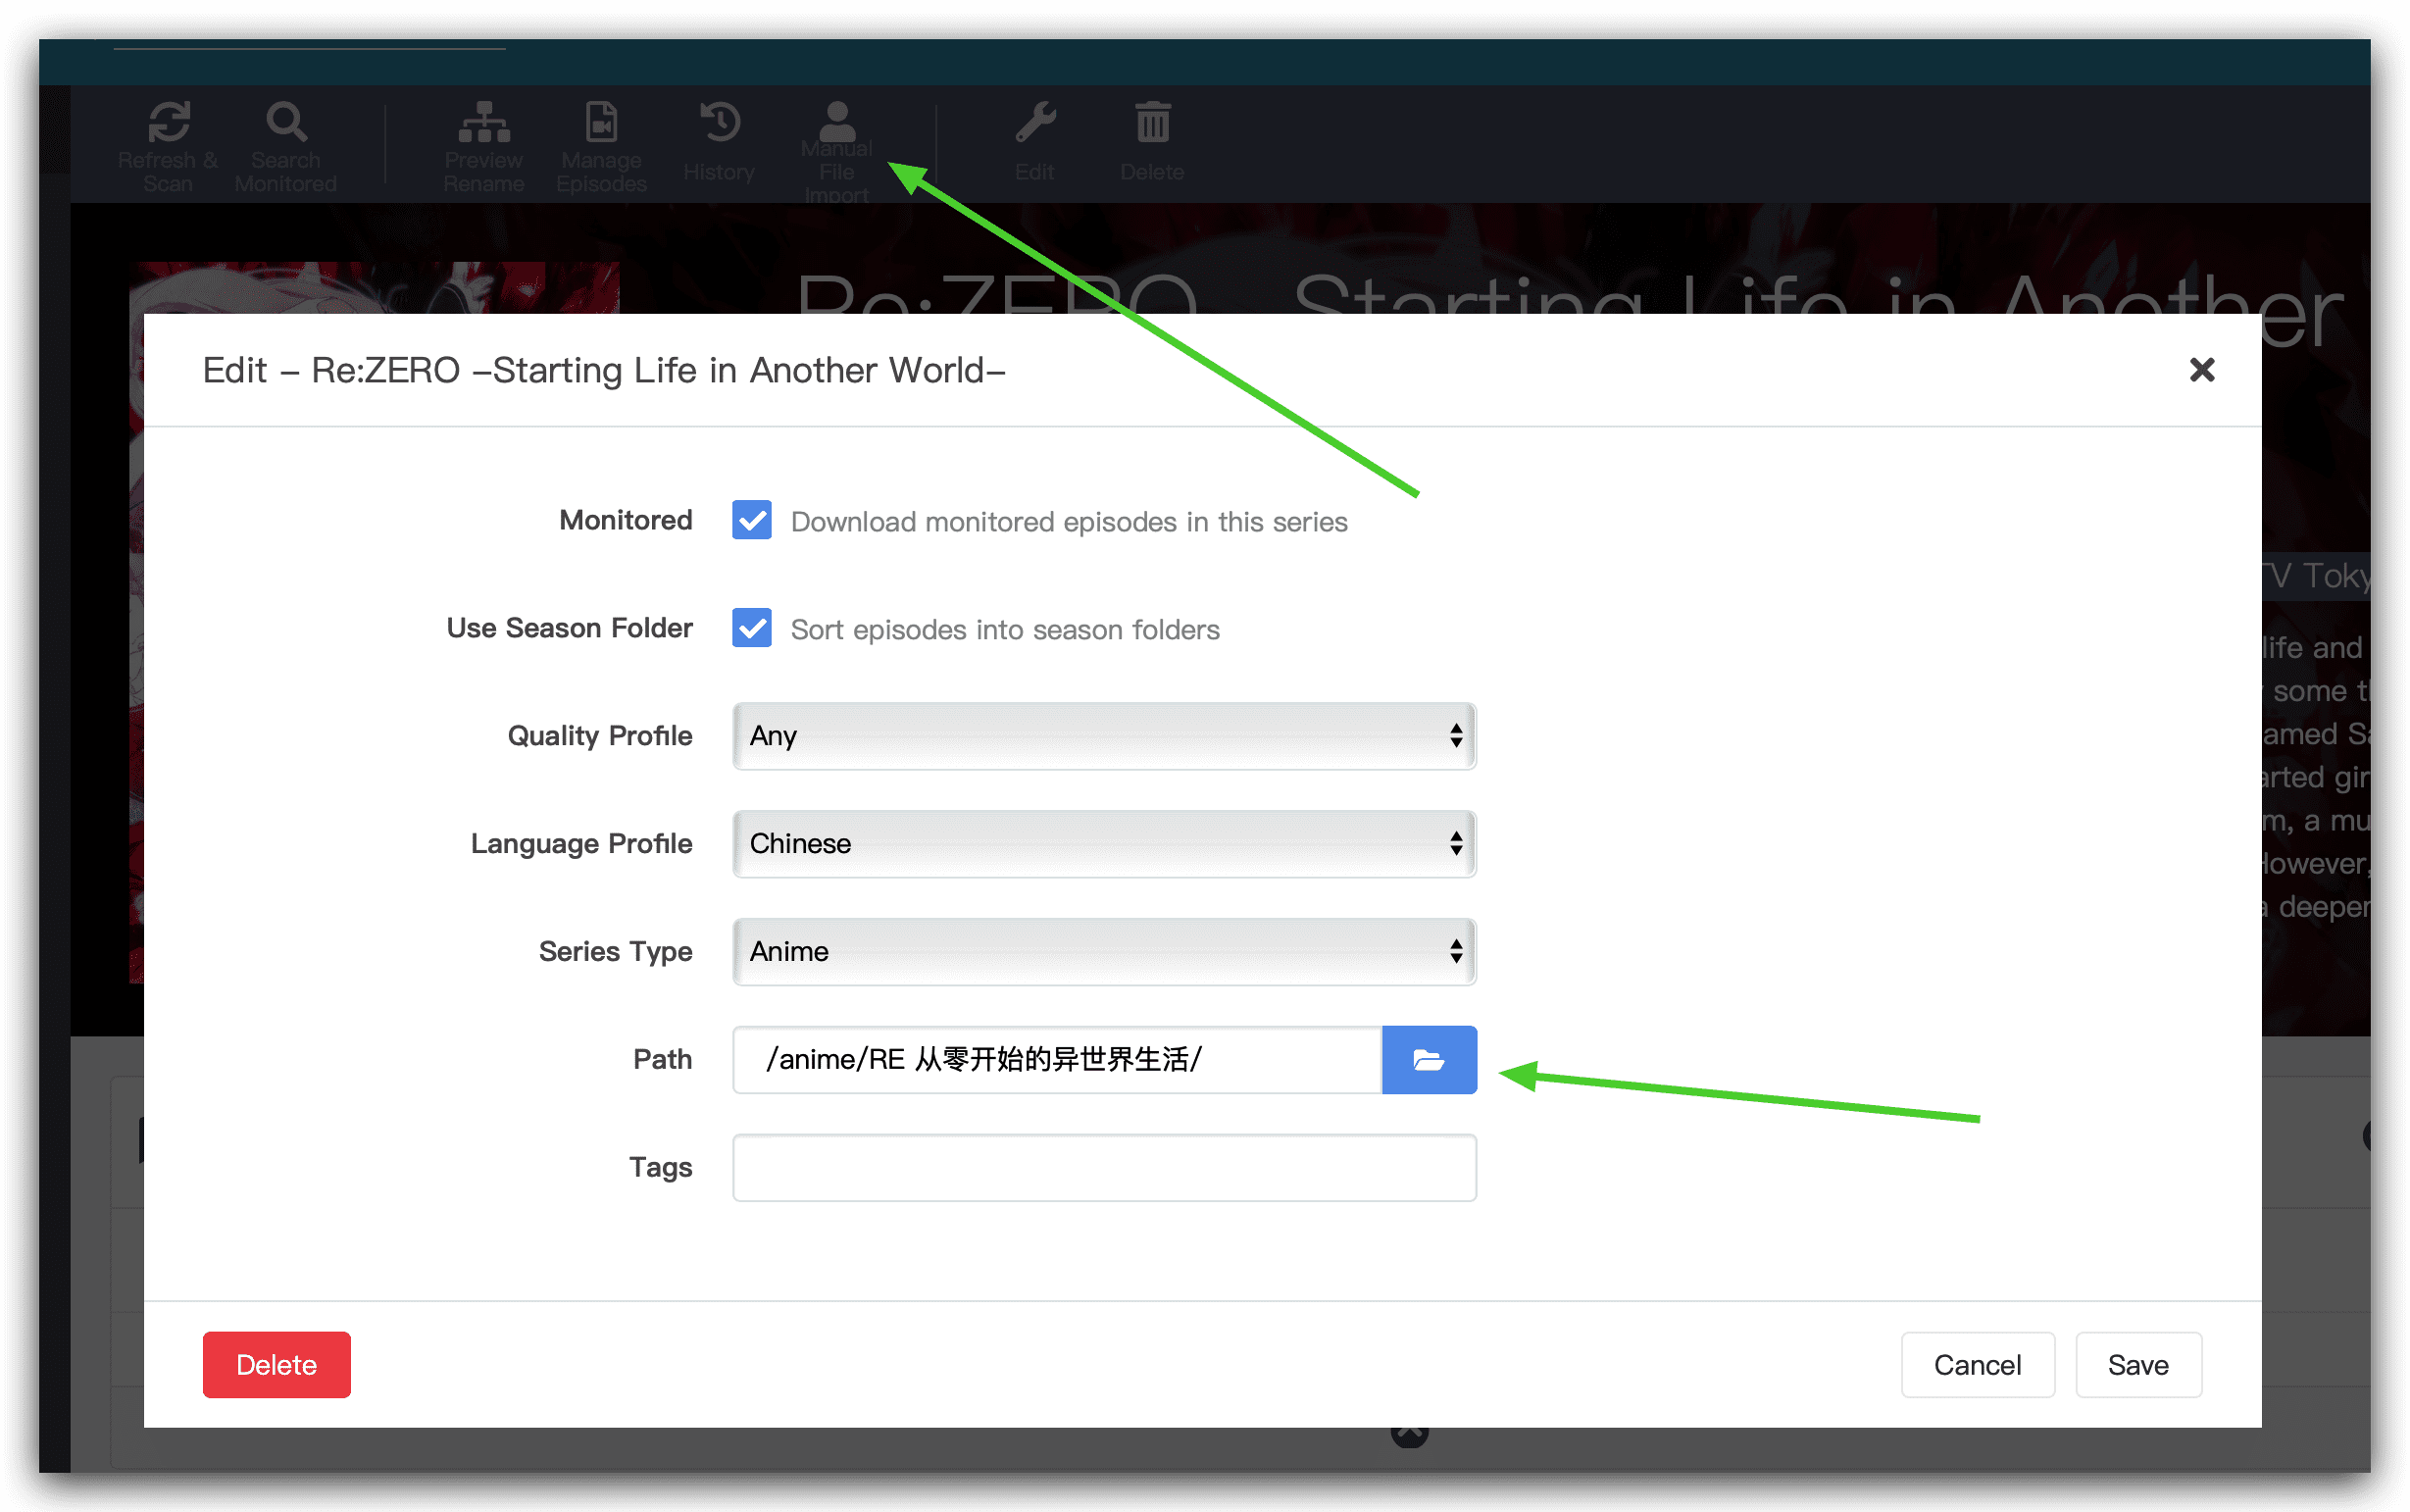 Refresh &
Scan
Search
Monitored
Preview
Rename
Manage
Episodes
History
Manual
File
Import
Edit
Delete
Re:ZERO -Starting Life in Another
Edit - Re:ZERO -Starting Life in Another World-
Monitored
Download monitored episodes in this series
Use Season Folder
Sort episodes into season folders
Quality Profile
Any
Language Profile
Chinese
Series Type
Anime
Path
/anime/RE 从零开始的异世界生活/
Tags
TV Toky
life and
some
amed
arted
m, a mu
However,
a deeper
Delete
Cancel
Save